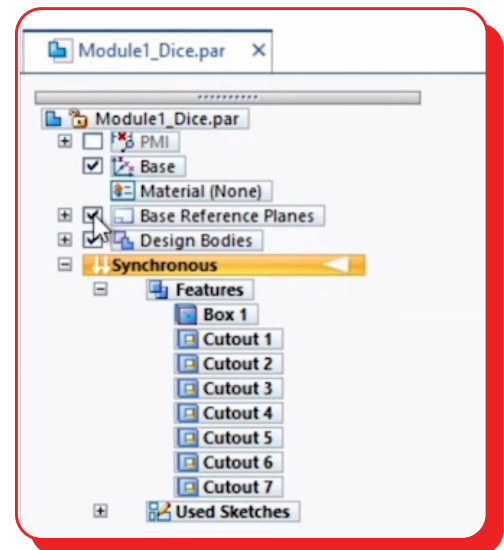 Module1_Dice.par
Module1_Dice.par
PMI
Base
Material (None)
Base Reference Planes
Design Bodies
Synchronous
Features
Box 1
Cutout 1
Cutout 2
Cutout 3
Cutout 4
Cutout 5
Cutout 6
Cutout 7
Used Sketches